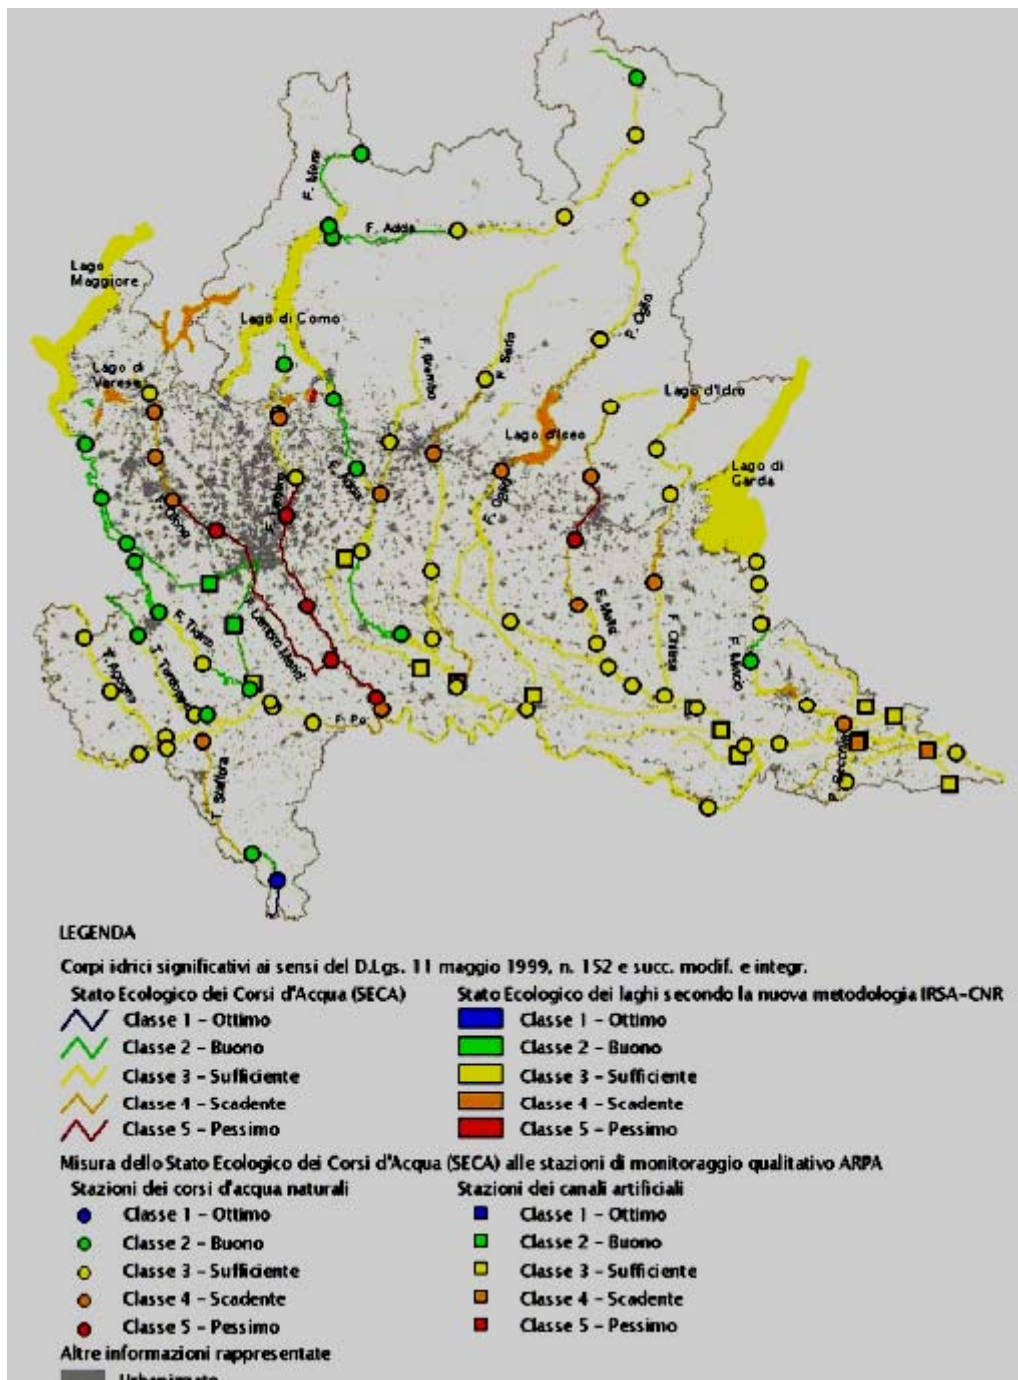 F. Mera
F. Adda
Lago
Maggiore
Lago di Como
F. Oglio
F. Serio
F. Brembo
Lago di
Varese
Lago d'Idro
Lago d'Iseo
Lago di
Garda
F. Adda
F. Oglio
F. Olona
F. Lambro
F. Mella
F. Chiese
F. Mincio
F. Lambro Merid.
F. Ticino
T. Agogna
T. Terdoppio
F. Po
T. Staffora
LEGENDA
Corpi idrici significativi ai sensi del D.Lgs. 11 maggio 1999, n. 152 e succ. modif. e integr.
Stato Ecologico dei Corsi d'Acqua (SECA)
Classe 1 - Ottimo
Classe 2 - Buono
Classe 3 - Sufficiente
Classe 4 - Scadente
Classe 5 - Pessimo
Stato Ecologico dei laghi secondo la nuova metodologia IRSA-CNR
Classe 1 - Ottimo
Classe 2 - Buono
Classe 3 - Sufficiente
Classe 4 - Scadente
Classe 5 - Pessimo
Misura dello Stato Ecologico dei Corsi d'Acqua (SECA) alle stazioni di monitoraggio qualitativo ARPA
Stazioni dei corsi d'acqua naturali
Classe 1 - Ottimo
Classe 2 - Buono
Classe 3 - Sufficiente
Classe 4 - Scadente
Classe 5 - Pessimo
Stazioni dei canali artificiali
Classe 1 - Ottimo
Classe 2 - Buono
Classe 3 - Sufficiente
Classe 4 - Scadente
Classe 5 - Pessimo
Altre informazioni rappresentate
Urbanizzato